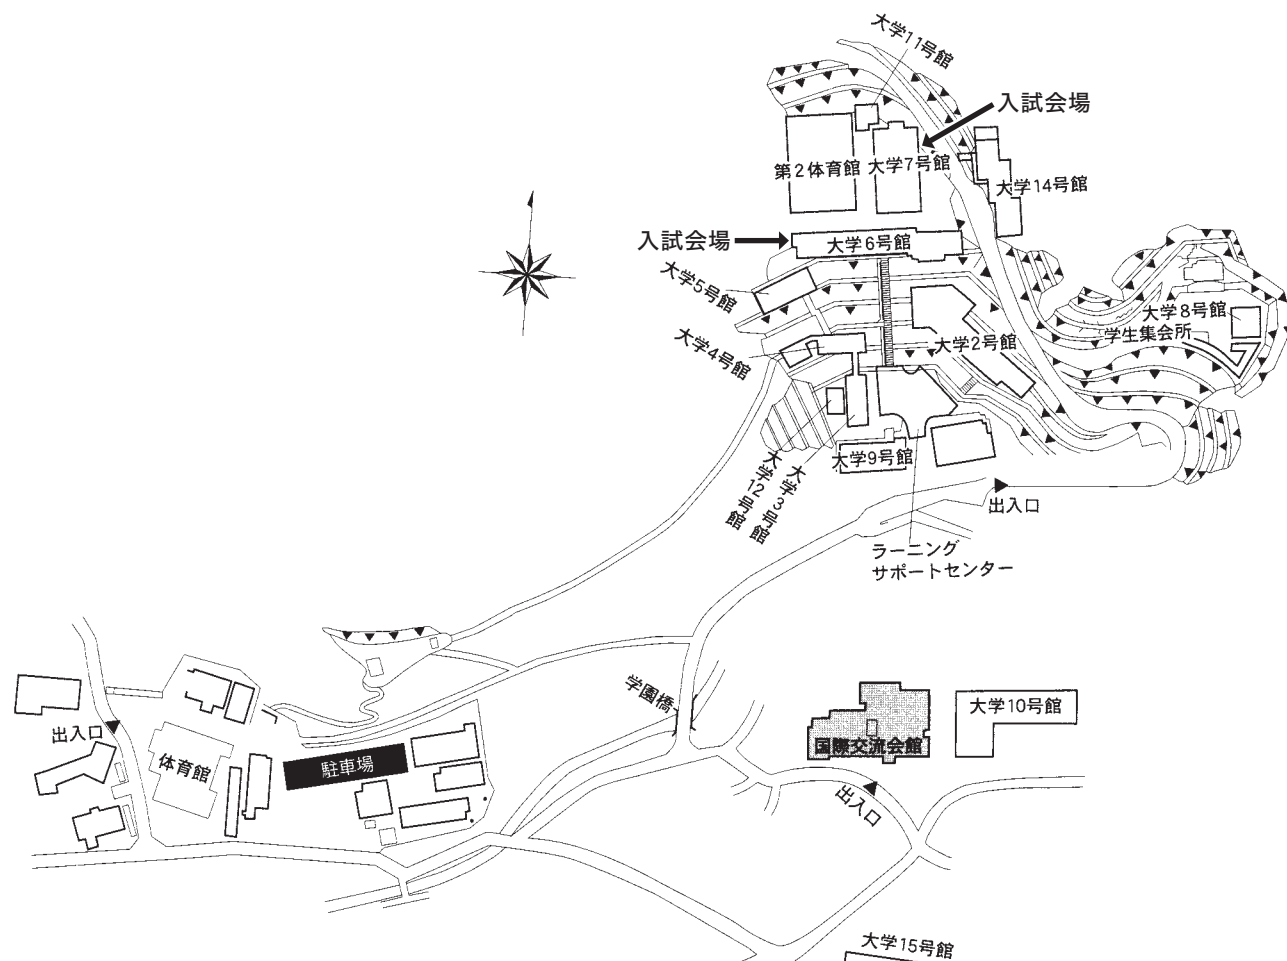 大学11号館
入試会場
第2体育館
大学7号館
大学14号館
入試会場
大学6号館
大学5号館
大学8号館
学生集会所
大学4号館
大学2号館
大学9号館
大学12号館
大学3号館
出入口
ラーニング
サポートセンター
学園橋
大学10号館
出入口
国際交流会館
体育館
駐車場
出入口
大学15号館